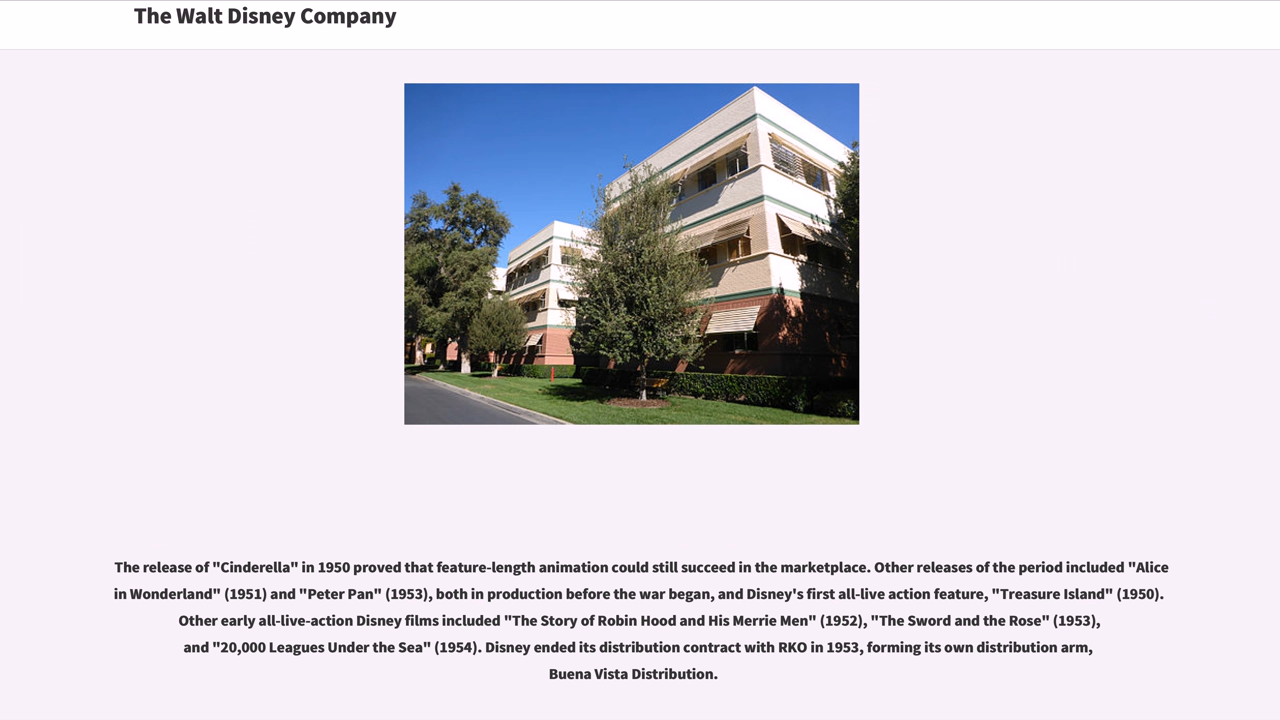 The Walt Disney Company
The release of "Cinderella" in 1950 proved that feature-length animation could still succeed in the marketplace. Other releases of the period included "Alice
in Wonderland" (1951) and "Peter Pan" (1953), both in production before the war began, and Disney's first all-live action feature, "Treasure Island" (1950).
Other early all-live-action Disney films included "The Story of Robin Hood and His Merrie Men" (1952), "The Sword and the Rose" (1953),
and "20,000 Leagues Under the Sea" (1954). Disney ended its distribution contract with RKO in 1953, forming its own distribution arm,
Buena Vista Distribution.